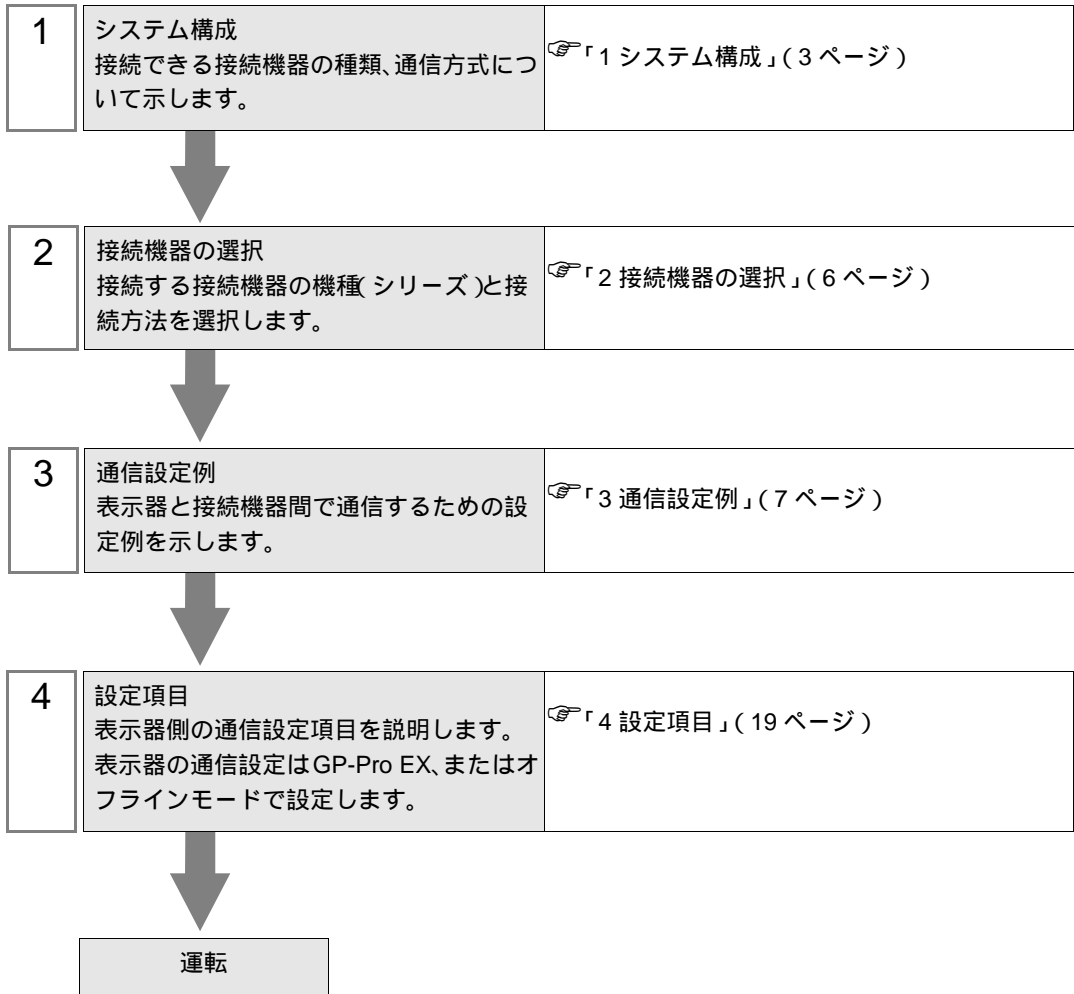 1
システム構成
接続できる接続機器の種類、通信方式につ
いて示します。
☞「1 システム構成」(3 ページ)
2
接続機器の選択
接続する接続機器の機種(シリーズ)と接
続方法を選択します。
☞「2 接続機器の選択」(6 ページ)
3
通信設定例
表示器と接続機器間で通信するための設
定例を示します。
☞「3 通信設定例」(7 ページ)
4
設定項目
表示器側の通信設定項目を説明します。
表示器の通信設定はGP-Pro EX、またはオ
フラインモードで設定します。
☞「4 設定項目」(19 ページ)
運転